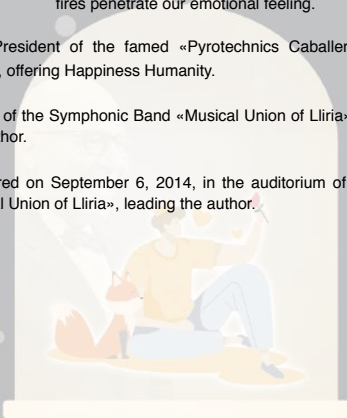 fires penetrate our emotional feeling.
President of the famed «Pyrotechnics Caballer
, offering Happiness Humanity.
of the Symphonic Band «Musical Union of Lliria»
thor.
red on September 6, 2014, in the auditorium of
l Union of Lliria», leading the author.